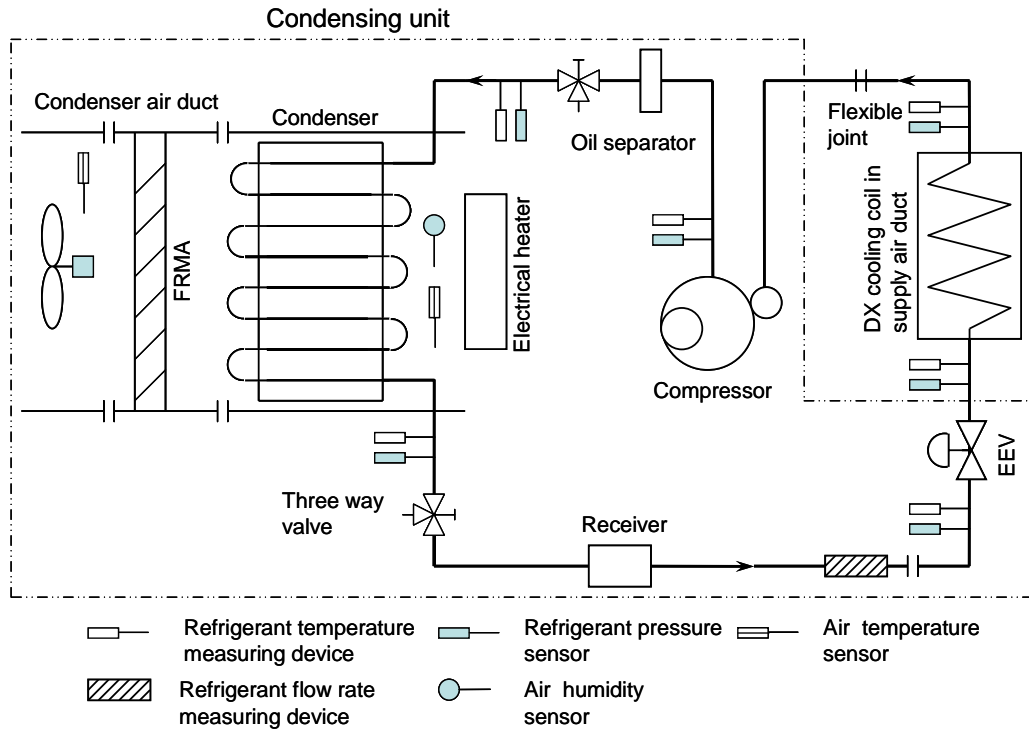 Condensing unit
Condenser air duct
Condenser
Oil separator
Flexible
joint
FRMA
Electrical heater
DX cooling coil in
supply air duct
Compressor
EEV
Three way
valve
Receiver
Refrigerant temperature
measuring device
Refrigerant pressure
sensor
Air temperature
sensor
Refrigerant flow rate
measuring device
Air humidity
sensor